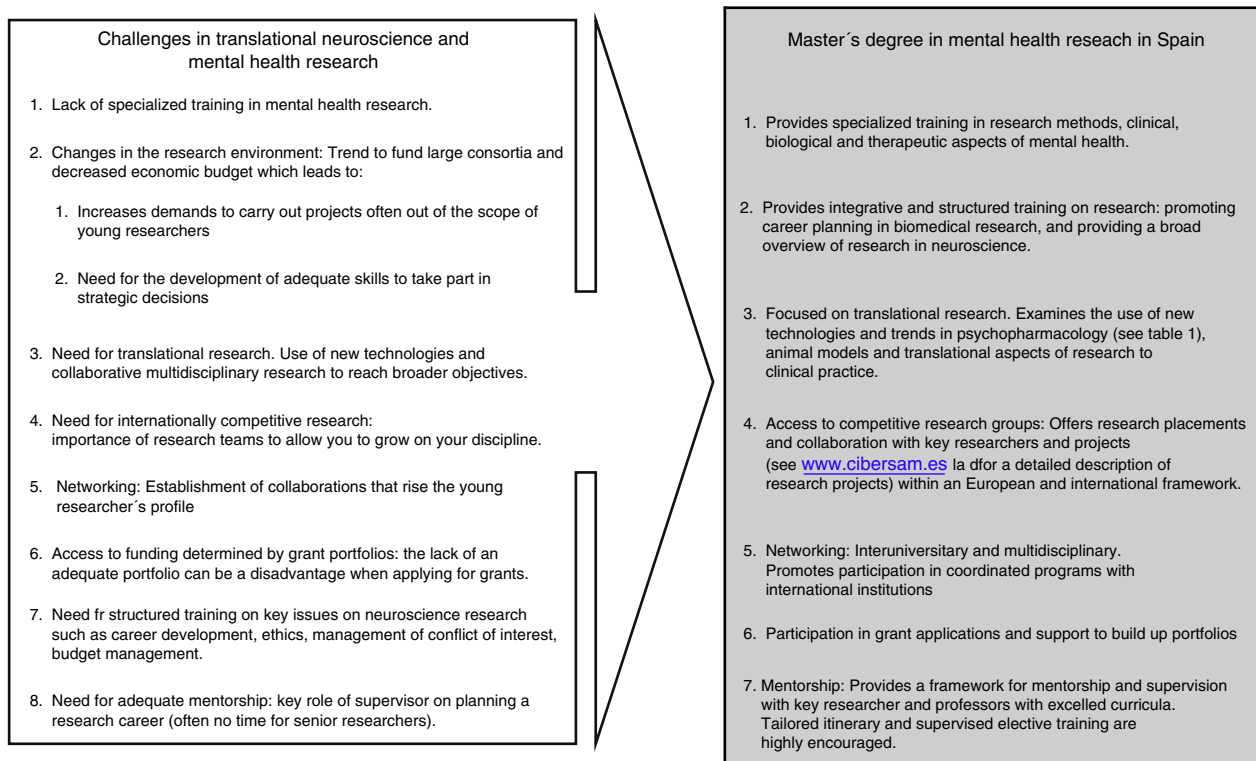 Challenges in translational neuroscience and
mental health research
1. Lack of specialized training in mental health research.
2. Changes in the research environment: Trend to fund large consortia and
decreased economic budget which leads to:
1. Increases demands to carry out projects often out of the scope of
young researchers
2. Need for the development of adequate skills to take part in
strategic decisions
3. Need for translational research. Use of new technologies and
collaborative multidisciplinary research to reach broader objectives.
4. Need for internationally competitive research:
importance of research teams to allow you to grow on your discipline.
5. Networking: Establishment of collaborations that rise the young
researcher´s profile
6. Access to funding determined by grant portfolios: the lack of an
adequate portfolio can be a disadvantage when applying for grants.
7. Need fr structured training on key issues on neuroscience research
such as career development, ethics, management of conflict of interest,
budget management.
8. Need for adequate mentorship: key role of supervisor on planning a
research career (often no time for senior researchers).
Master´s degree in mental health reseach in Spain
1. Provides specialized training in research methods, clinical,
biological and therapeutic aspects of mental health.
2. Provides integrative and structured training on research: promoting
career planning in biomedical research, and providing a broad
overview of research in neuroscience.
3. Focused on translational research. Examines the use of new
technologies and trends in psychopharmacology (see table 1),
animal models and translational aspects of research to
clinical practice.
4. Access to competitive research groups: Offers research placements
and collaboration with key researchers and projects
(see www.cibersam.es la dfor a detailed description of
research projects) within an European and international framework.
5. Networking: Interuniversitary and multidisciplinary.
Promotes participation in coordinated programs with
international institutions
6. Participation in grant applications and support to build up portfolios
7. Mentorship: Provides a framework for mentorship and supervision
with key researcher and professors with excelled curricula.
Tailored itinerary and supervised elective training are
highly encouraged.